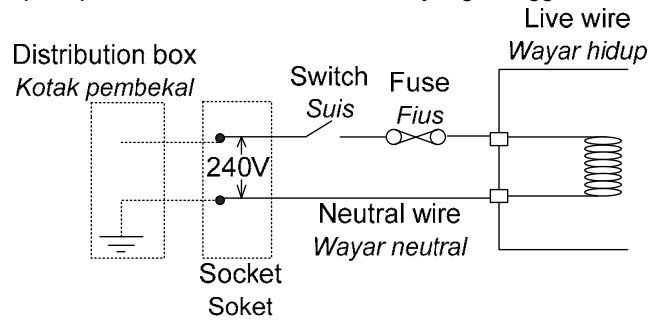 Live wire
Wayar hidup
Distribution box
Kotak pembekal
Switch
Suis
Fuse
Fius
240V
Neutral wire
Wayar neutral
Socket
Soket